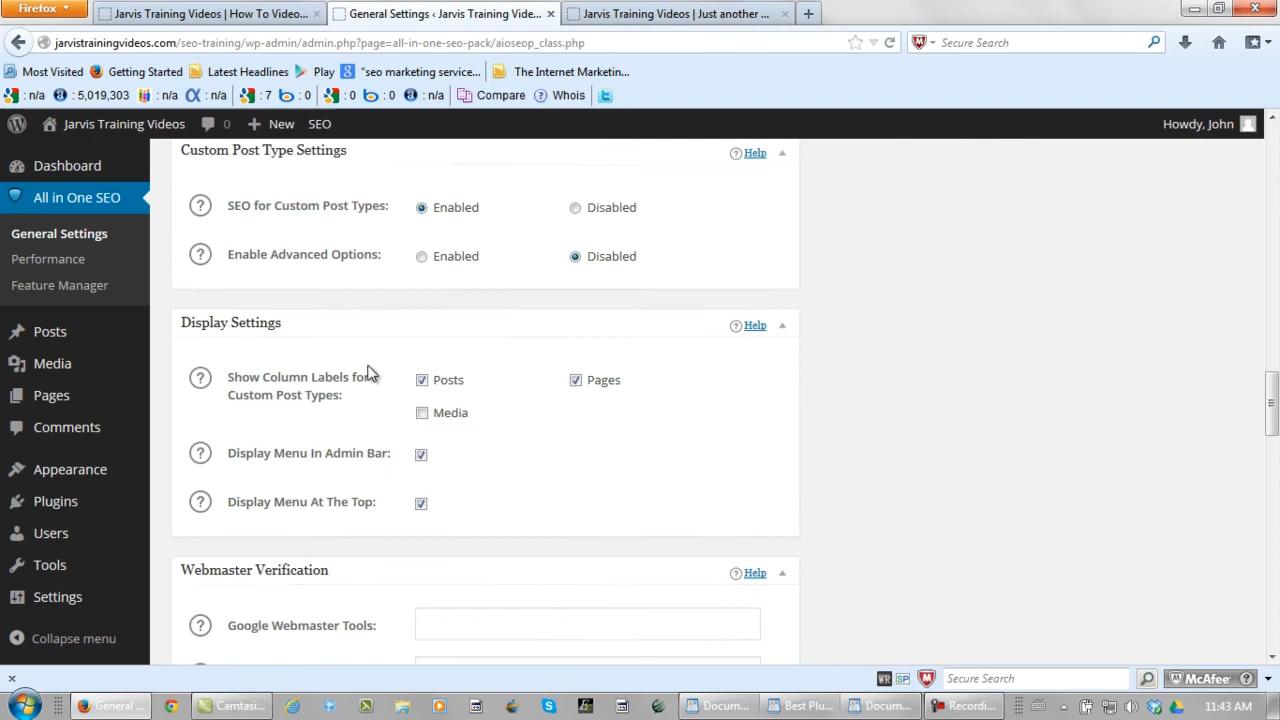 Firefox
Jarvis Training Videos | How To Video...
General Settings ‹ Jarvis Training Vide...
Jarvis Training Videos | Just another ...
jarvistrainingvideos.com/seo-training/wp-admin/admin.php?page=all-in-one-seo-pack/aioseop_class.php
Secure Search
Most Visited
Getting Started
Latest Headlines
Play
"seo marketing service...
The Internet Marketin...
: n/a
: 5,019,303
: n/a
: n/a
: 7
: 0
: 0
: 0
: n/a
Compare
Whois
Jarvis Training Videos
0
New
SEO
Howdy, John
Dashboard
All in One SEO
General Settings
Performance
Feature Manager
Posts
Media
Pages
Comments
Appearance
Plugins
Users
Tools
Settings
Collapse menu
Custom Post Type Settings
Help
SEO for Custom Post Types:
Enabled
Disabled
Enable Advanced Options:
Enabled
Disabled
Display Settings
Help
Show Column Labels for
Custom Post Types:
Posts
Pages
Media
Display Menu In Admin Bar:
Display Menu At The Top:
Webmaster Verification
Help
Google Webmaster Tools:
WR
SP
Secure Search
McAfee
General ...
Camtasi...
Docum...
Best Plu...
Docum...
Recordi...
11:43 AM